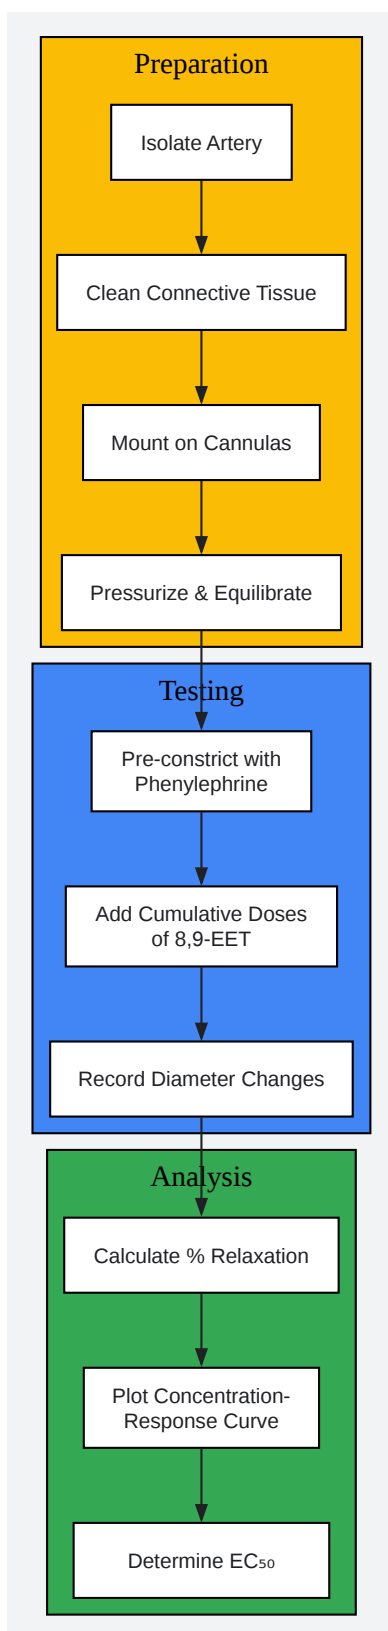 Preparation
Isolate Artery
Clean Connective Tissue
Mount on Cannulas
Pressurize & Equilibrate
Testing
Pre-constrict with
Phenylephrine
Add Cumulative Doses
of 8,9-EET
Record Diameter Changes
Analysis
Calculate % Relaxation
Plot Concentration-
Response Curve
Determine EC₅₀